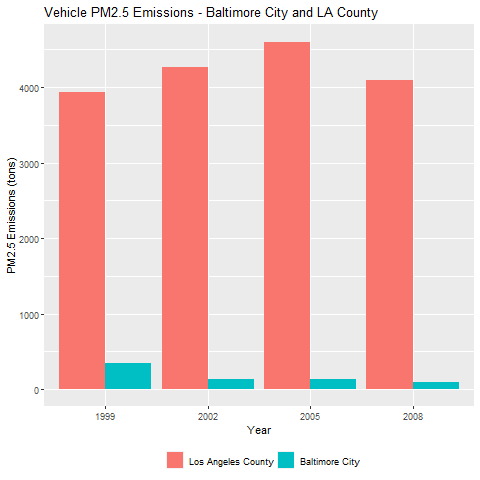 Vehicle PM2.5 Emissions - Baltimore City and LA County
PM2.5 Emissions (tons)
4000
3000
2000
1000
0
1999 2002 2005 2008
Year
Los Angeles County Baltimore City